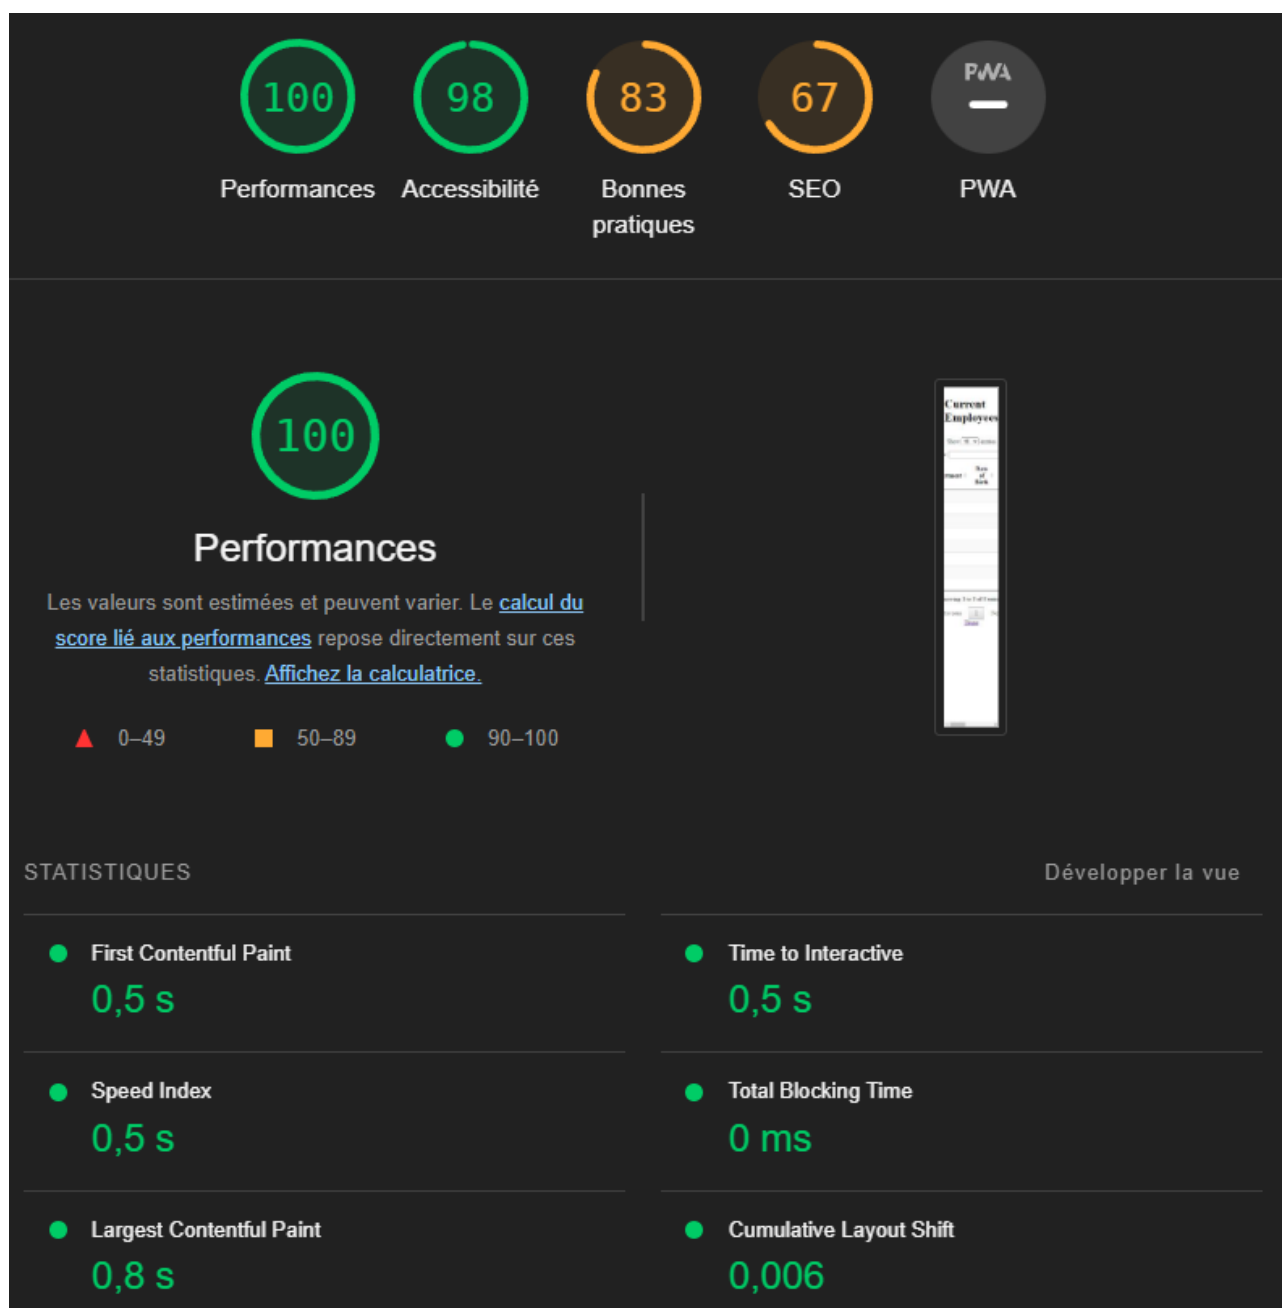 100
98
83
67
PWA
Performances
Accessibilité
Bonnes
pratiques
SEO
PWA
100
Performances
Les valeurs sont estimées et peuvent varier. Le calcul du
score lié aux performances repose directement sur ces
statistiques. Affichez la calculatrice.
0–49
50–89
90–100
Current
Employees
Date
of
Birth
STATISTIQUES
Développer la vue
First Contentful Paint
0,5 s
Time to Interactive
0,5 s
Speed Index
0,5 s
Total Blocking Time
0 ms
Largest Contentful Paint
0,8 s
Cumulative Layout Shift
0,006